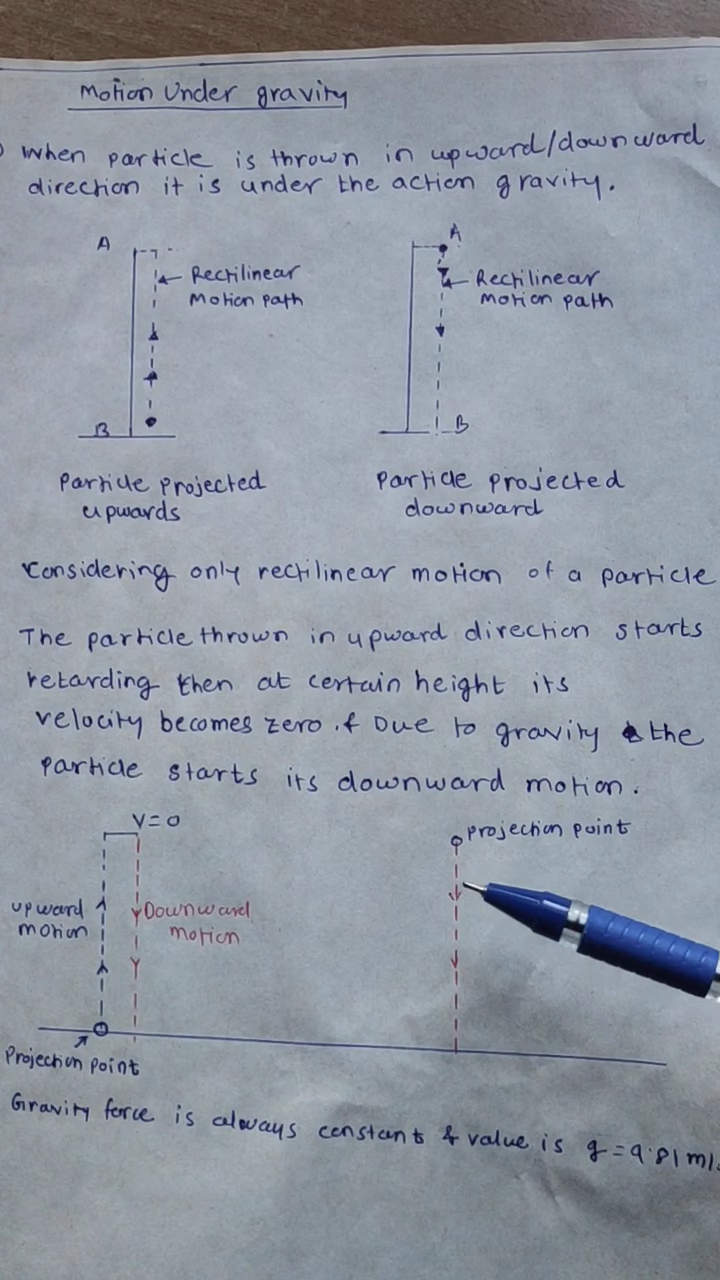 Motion Under gravity
When particle is thrown in upward/downward
direction it is under the action gravity.
A
Rectilinear
Motion path
B
Particle projected
upwards
A
Rectilinear
motion path
B
Particle projected
downward
Considering only rectilinear motion of a particle
The particle thrown in upward direction starts
retarding then at certain height its
velocity becomes zero. & Due to gravity the
particle starts its downward motion.
V=0
upward
motion
Downward
motion
Projection point
projection point
Gravity force is always constant & value is g = 9.81 m/